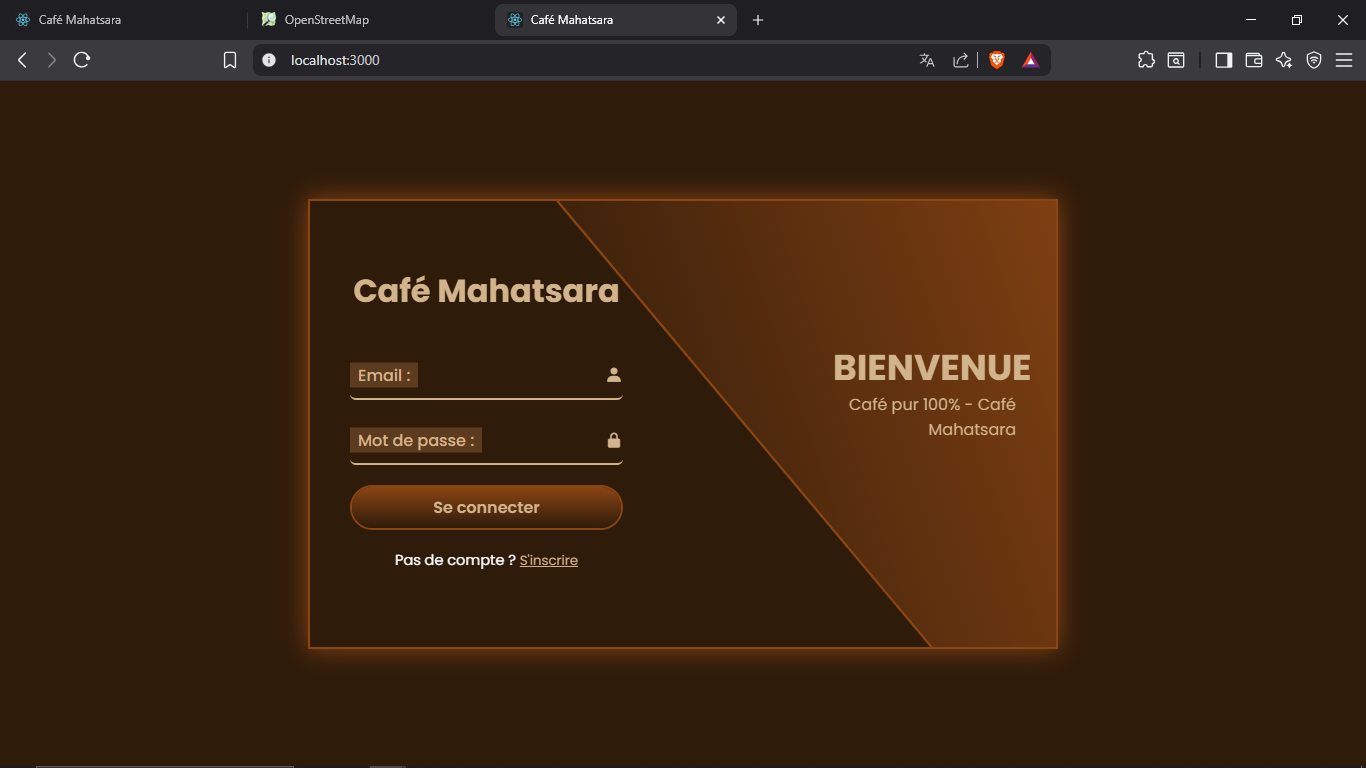 Café Mahatsara
OpenStreetMap
Café Mahatsara
localhost:3000
Café Mahatsara
Email :
Mot de passe :
Se connecter
Pas de compte ? S'inscrire
BIENVENUE
Café pur 100% - Café
Mahatsara